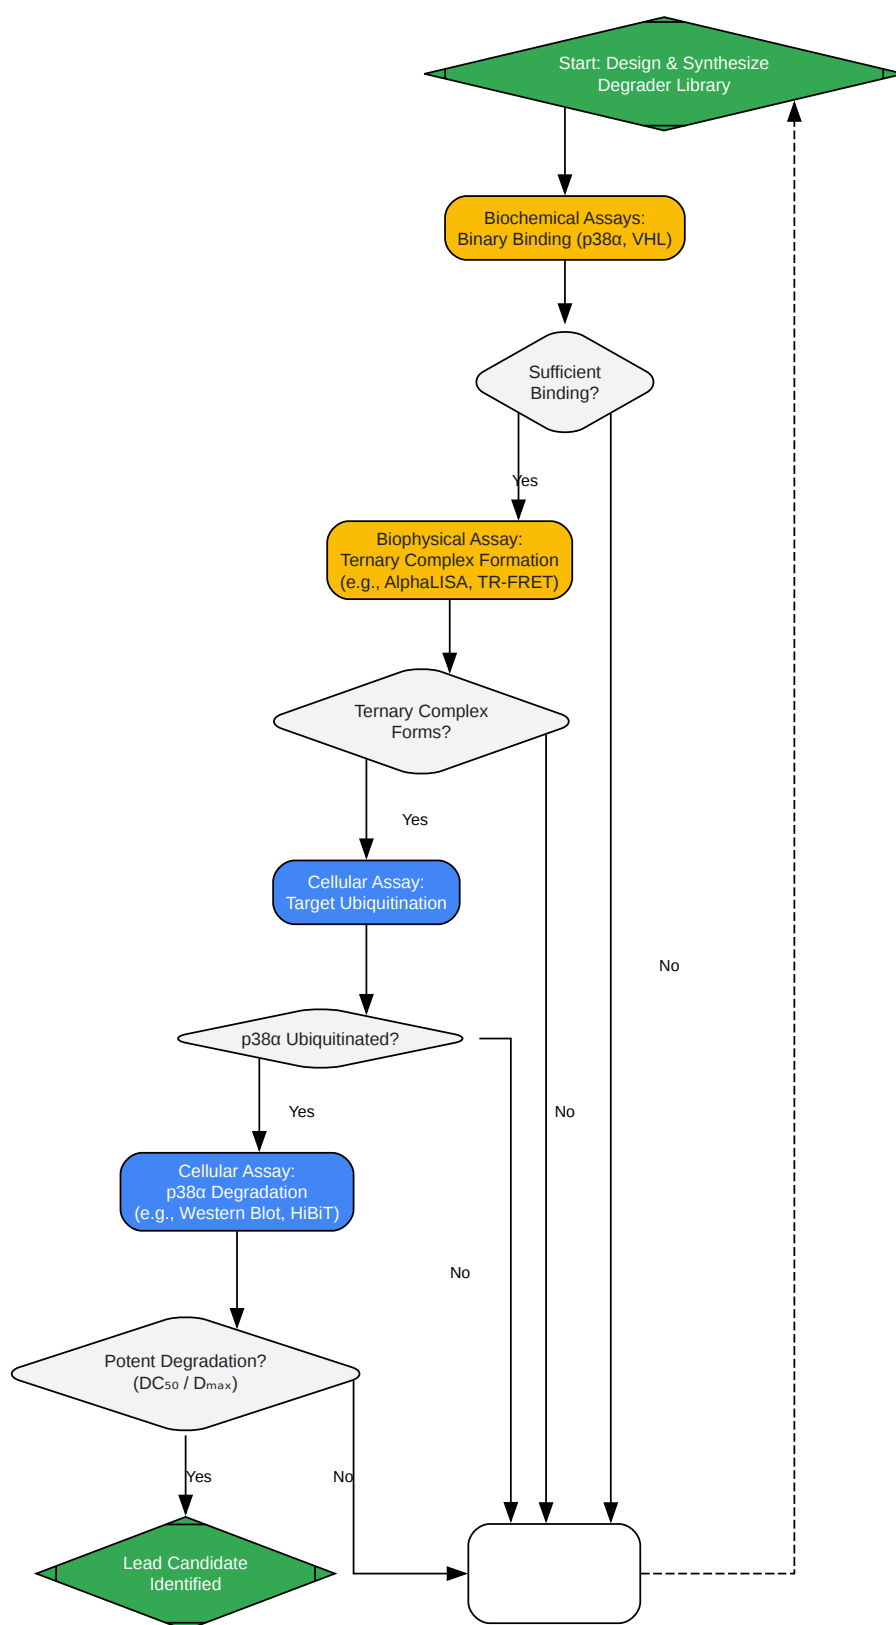 Start: Design & Synthesize
Degrader Library
Biochemical Assays:
Binary Binding (p38α, VHL)
Sufficient
Binding?
Yes
Biophysical Assay:
Ternary Complex Formation
(e.g., AlphaLISA, TR-FRET)
Ternary Complex
Forms?
Yes
Cellular Assay:
Target Ubiquitination
No
p38α Ubiquitinated?
Yes
No
Cellular Assay:
p38α Degradation
(e.g., Western Blot, HiBiT)
No
Potent Degradation?
(DC₅₀ / Dₘₐₓ)
Yes
No
Lead Candidate
Identified